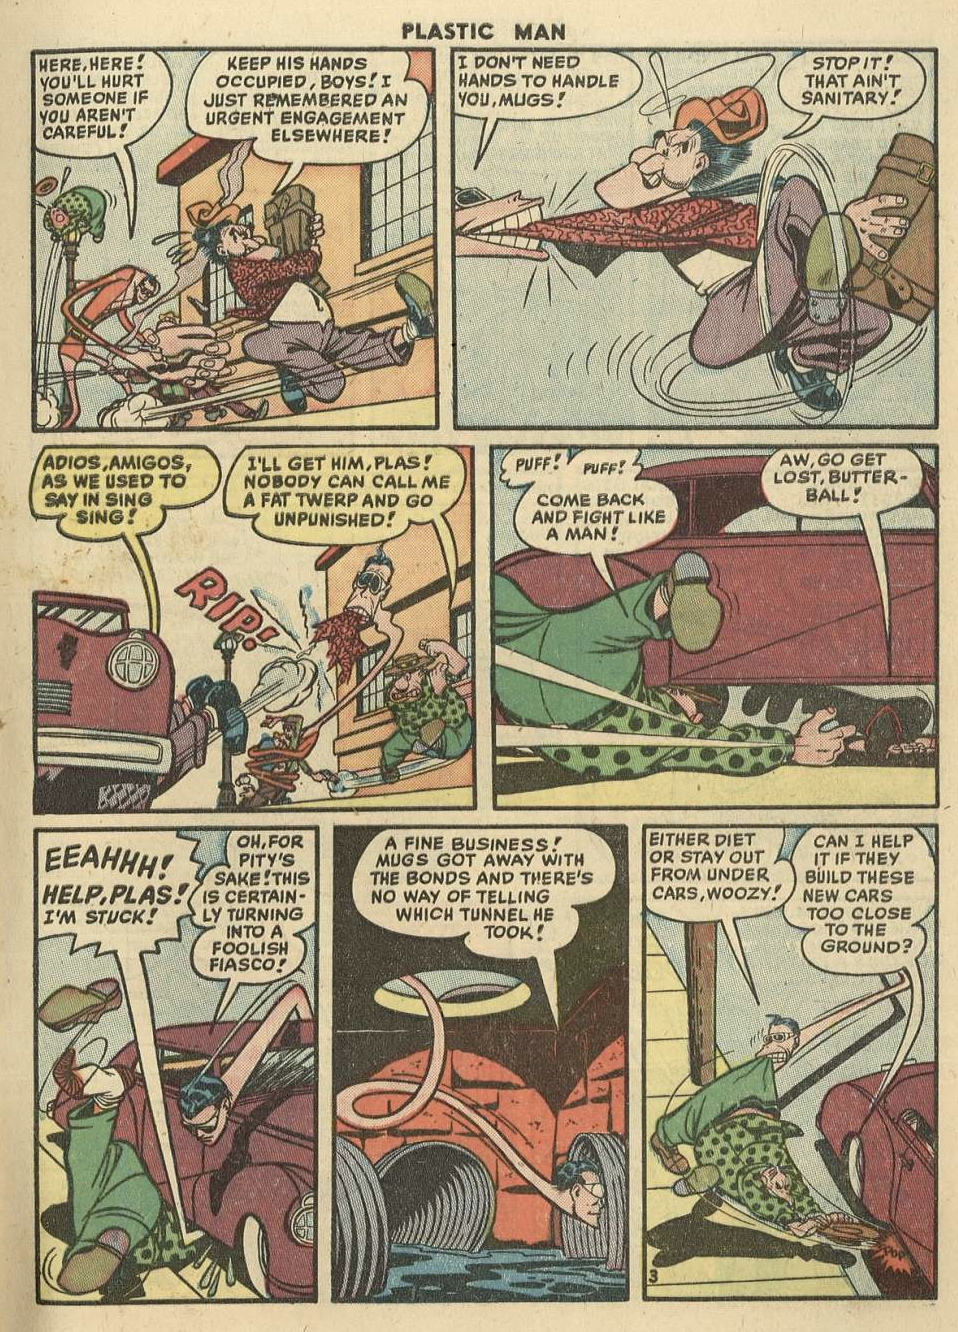 PLASTIC MAN
HERE, HERE!
YOU'LL HURT
SOMEONE IF
YOU AREN'T
CAREFUL!
KEEP HIS HANDS
OCCUPIED, BOYS! I
JUST REMEMBERED AN
URGENT ENGAGEMENT
ELSEWHERE!
I DON'T NEED
HANDS TO HANDLE
YOU, MUGS!
STOP IT!
THAT AIN'T
SANITARY!
ADIOS, AMIGOS,
AS WE USED TO
SAY IN SING
SING!
I'LL GET HIM, PLAS!
NOBODY CAN CALL ME
A FAT TWERP AND GO
UNPUNISHED!
RIP!
PUFF! PUFF!
COME BACK
AND FIGHT LIKE
A MAN!
AW, GO GET
LOST, BUTTER-
BALL!
EEAHHH!
HELP, PLAS!
I'M STUCK!
OH, FOR
PITY'S
SAKE! THIS
IS CERTAIN-
LY TURNING
INTO A
FOOLISH
FIASCO!
A FINE BUSINESS!
MUGS GOT AWAY WITH
THE BONDS AND THERE'S
NO WAY OF TELLING
WHICH TUNNEL HE
TOOK!
EITHER DIET
OR STAY OUT
FROM UNDER
CARS, WOOZY!
CAN I HELP
IT IF THEY
BUILD THESE
NEW CARS
TOO CLOSE
TO THE
GROUND?
POP
3